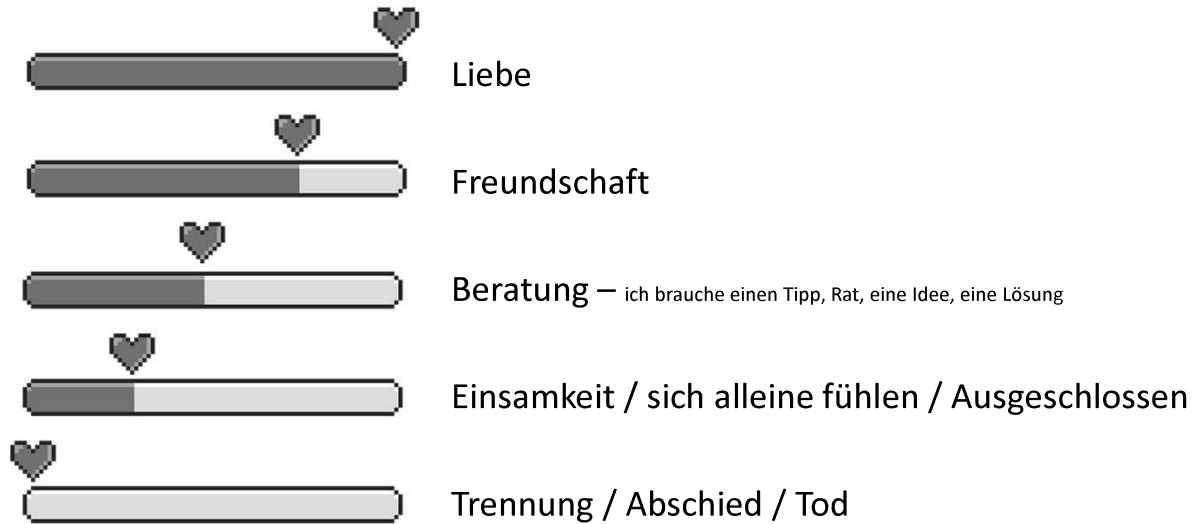 Liebe
Freundschaft
Beratung – ich brauche einen Tipp, Rat, eine Idee, eine Lösung
Einsamkeit / sich alleine fühlen / Ausgeschlossen
Trennung / Abschied / Tod